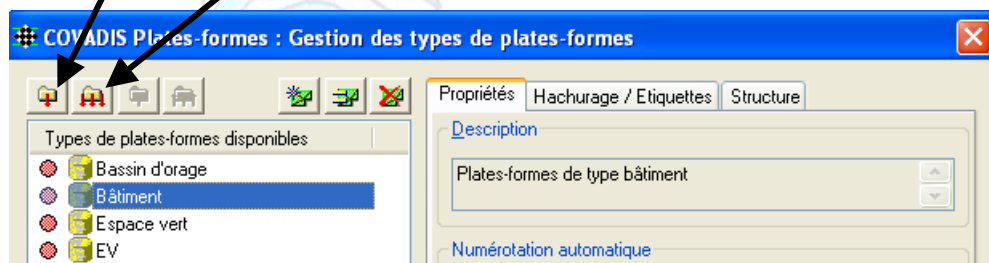 COVADIS Plates-formes : Gestion des types de plates-formes
Propriétés Hachurage / Etiquettes Structure
Types de plates-formes disponibles
Bassin d'orage
Bâtiment
Espace vert
EV
Description
Plates-formes de type bâtiment
Numérotation automatique